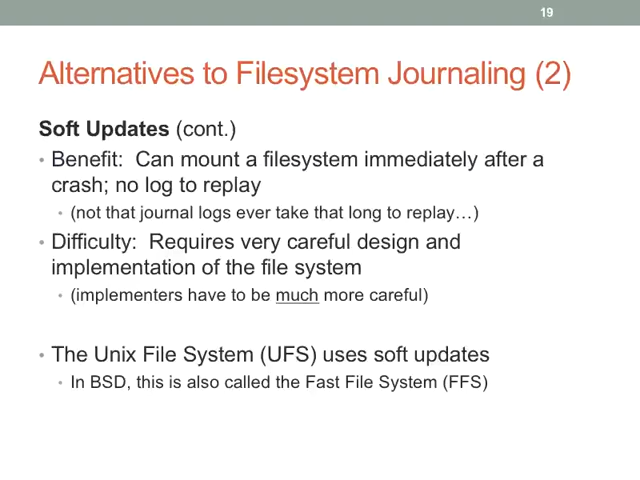 19
Alternatives to Filesystem Journaling (2)
Soft Updates (cont.)
• Benefit: Can mount a filesystem immediately after a
crash; no log to replay
• (not that journal logs ever take that long to replay…)
• Difficulty: Requires very careful design and
implementation of the file system
• (implementers have to be much more careful)
• The Unix File System (UFS) uses soft updates
• In BSD, this is also called the Fast File System (FFS)